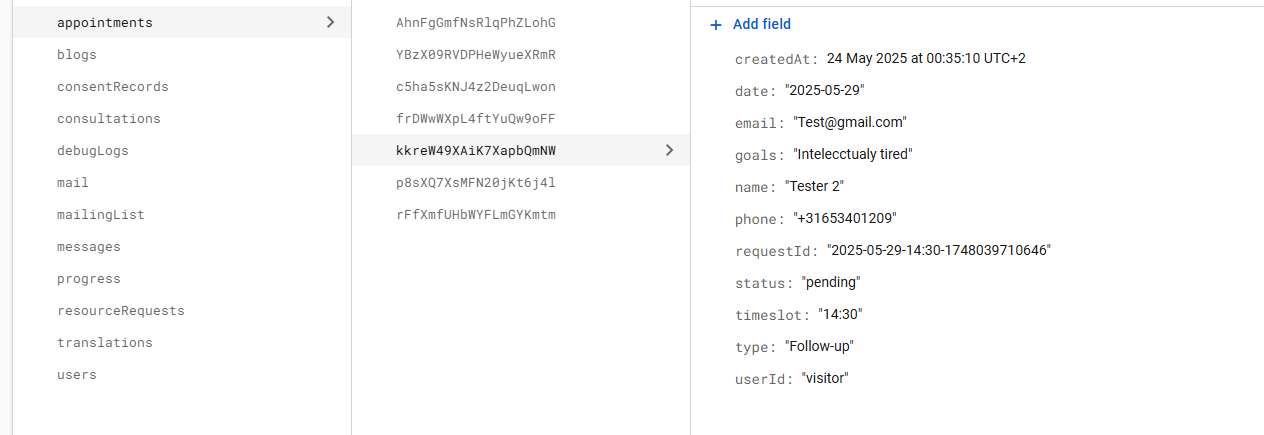 appointments
blogs
consentRecords
consultations
debugLogs
mail
mailingList
messages
progress
resourceRequests
translations
users
AhnFgGmfNsRlqPhZLohG
YBzX09RVDPHeWyueXRmR
c5ha5sKNJ4z2DeuqLwon
frDWwWXpL4ftYuQw9oFF
kkreW49XAiK7XapbQmNW
p8sXQ7XsMFN20jKt6j4l
rFfXmfUHbWYFLmGYKmtm
+ Add field
createdAt: 24 May 2025 at 00:35:10 UTC+2
date: "2025-05-29"
email: "Test@gmail.com"
goals: "Intelecctualy tired"
name: "Tester 2"
phone: "+31653401209"
requestId: "2025-05-29-14:30-1748039710646"
status: "pending"
timeslot: "14:30"
type: "Follow-up"
userId: "visitor"